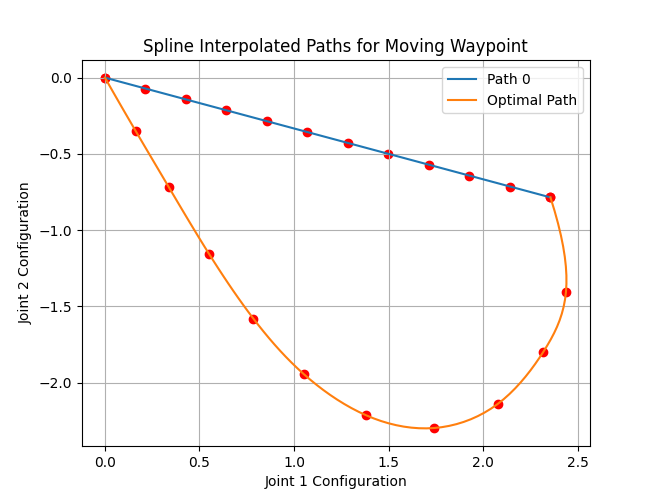 Spline Interpolated Paths for Moving Waypoint
Path 0
Optimal Path
0.0
−0.5
−1.0
−1.5
−2.0
Joint 2 Configuration
0.0
0.5
1.0
1.5
2.0
2.5
Joint 1 Configuration